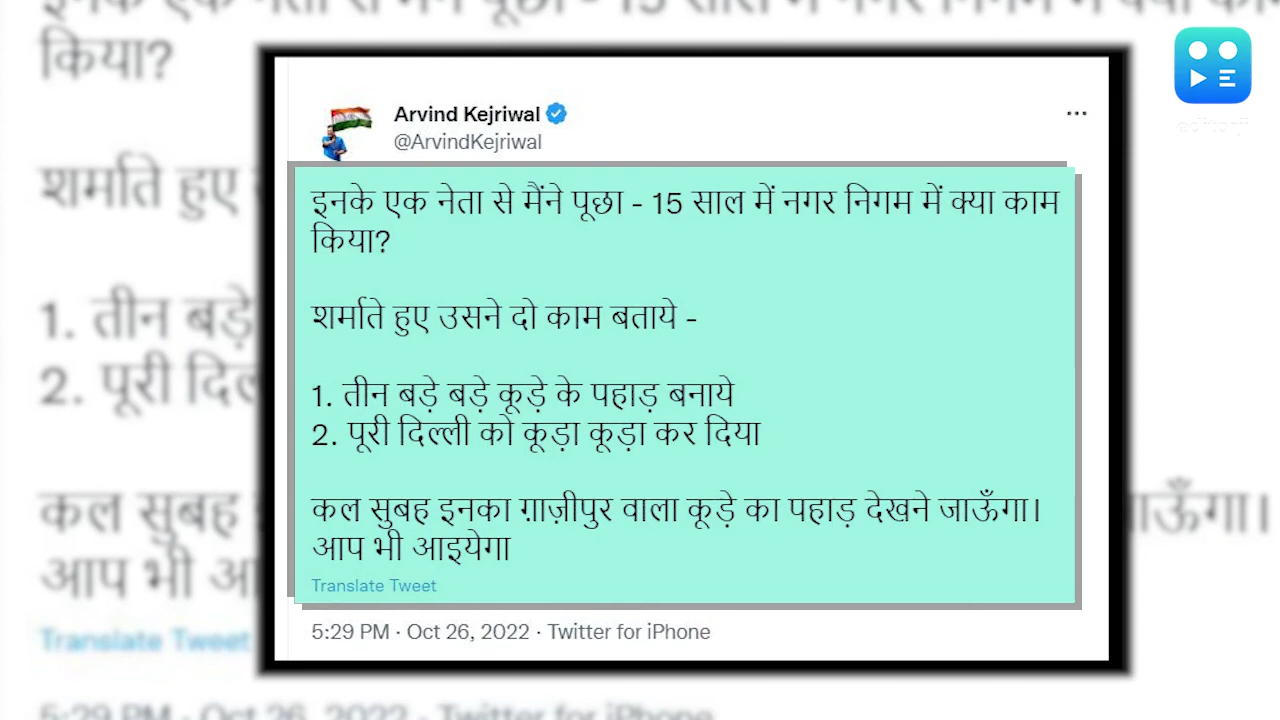 Arvind Kejriwal
@ArvindKejriwal
इनके एक नेता से मैंने पूछा - 15 साल में नगर निगम में क्या काम
किया?
शर्माते हुए उसने दो काम बताये -
1. तीन बड़े बड़े कूड़े के पहाड़ बनाये
2. पूरी दिल्ली को कूड़ा कूड़ा कर दिया
कल सुबह इनका ग़ाज़ीपुर वाला कूड़े का पहाड़ देखने जाऊँगा।
आप भी आइयेगा
Translate Tweet
5:29 PM · Oct 26, 2022 · Twitter for iPhone